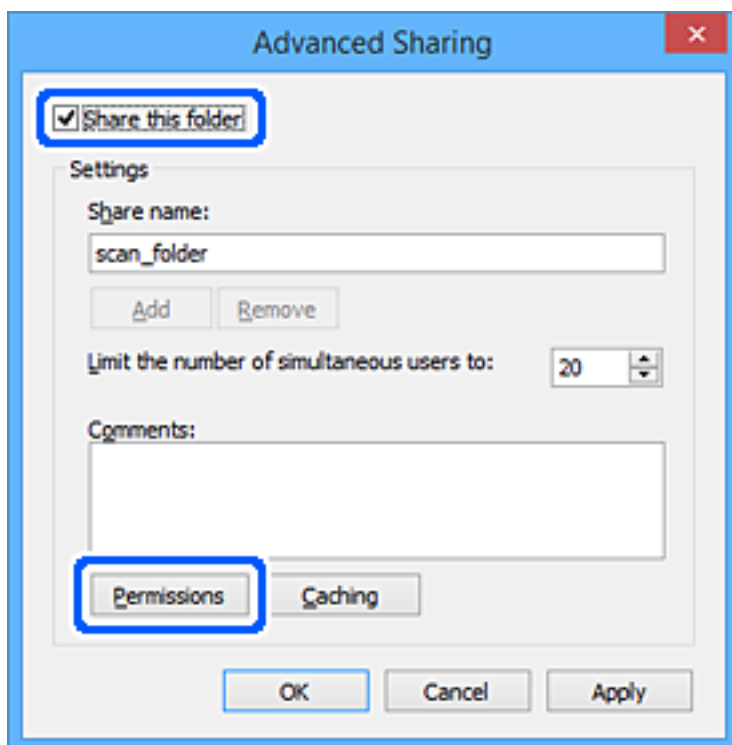 Advanced Sharing
Share this folder
Settings
Share name:
scan_folder
Add Remove
Limit the number of simultaneous users to: 20
Comments:
Permissions Caching
OK Cancel Apply